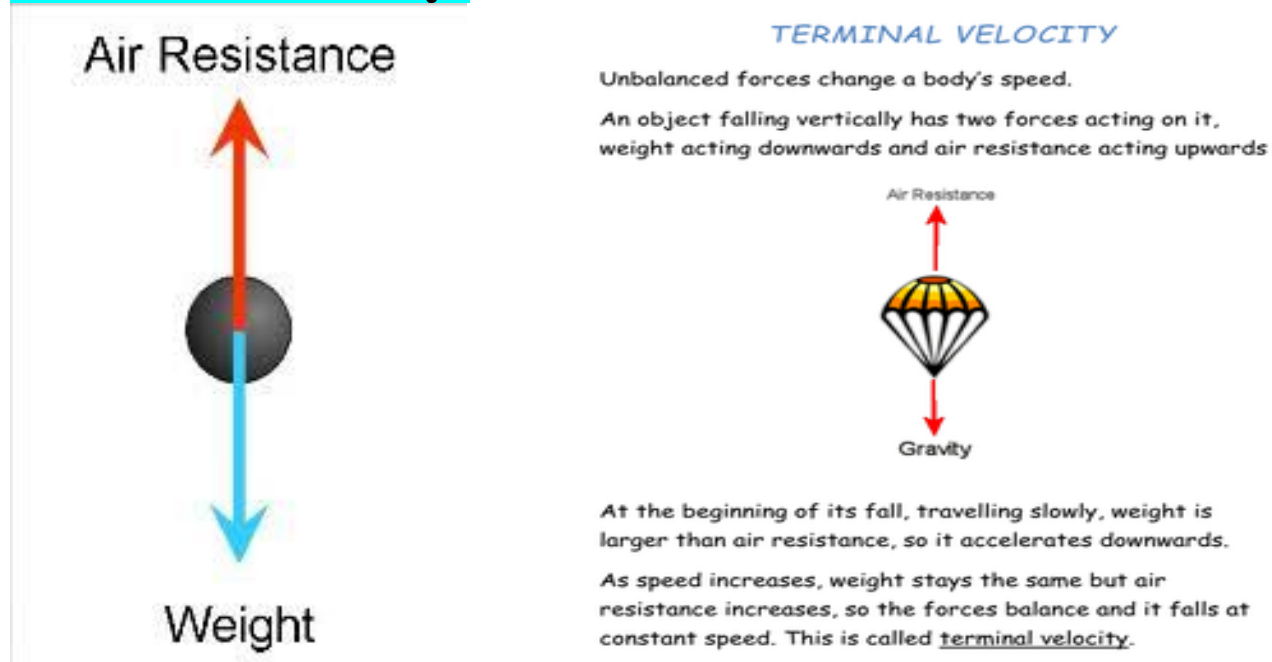 Air Resistance
Weight
TERMINAL VELOCITY
Unbalanced forces change a body's speed.
An object falling vertically has two forces acting on it,
weight acting downwards and air resistance acting upwards
Air Resistance
Gravity
At the beginning of its fall, travelling slowly, weight is
larger than air resistance, so it accelerates downwards.
As speed increases, weight stays the same but air
resistance increases, so the forces balance and it falls at
constant speed. This is called terminal velocity.